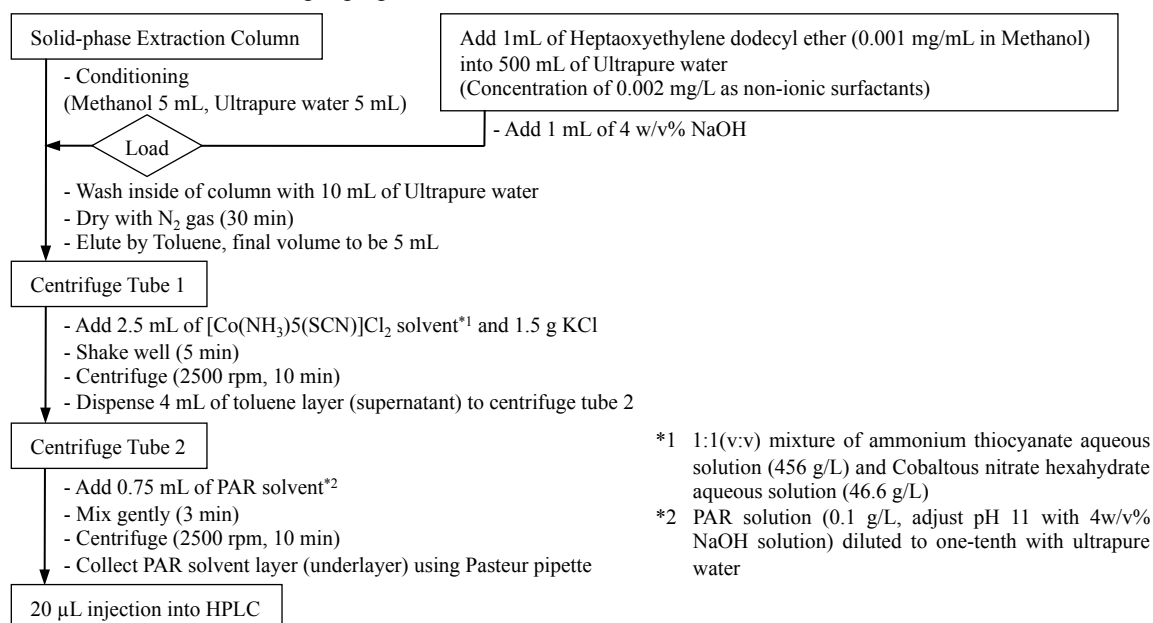 Solid-phase Extraction Column
Add 1mL of Heptaoxyethylene dodecyl ether (0.001 mg/mL in Methanol)
into 500 mL of Ultrapure water
(Concentration of 0.002 mg/L as non-ionic surfactants)
- Conditioning
(Methanol 5 mL, Ultrapure water 5 mL)
- Add 1 mL of 4 w/v% NaOH
Load
- Wash inside of column with 10 mL of Ultrapure water
- Dry with N₂ gas (30 min)
- Elute by Toluene, final volume to be 5 mL
Centrifuge Tube 1
- Add 2.5 mL of [Co(NH₃)5(SCN)]Cl₂ solvent*1 and 1.5 g KCl
- Shake well (5 min)
- Centrifuge (2500 rpm, 10 min)
- Dispense 4 mL of toluene layer (supernatant) to centrifuge tube 2
Centrifuge Tube 2
- Add 0.75 mL of PAR solvent*2
- Mix gently (3 min)
- Centrifuge (2500 rpm, 10 min)
- Collect PAR solvent layer (underlayer) using Pasteur pipette
20 µL injection into HPLC
*1 1:1(v:v) mixture of ammonium thiocyanate aqueous
solution (456 g/L) and Cobaltous nitrate hexahydrate
aqueous solution (46.6 g/L)
*2 PAR solution (0.1 g/L, adjust pH 11 with 4w/v%
NaOH solution) diluted to one-tenth with ultrapure
water